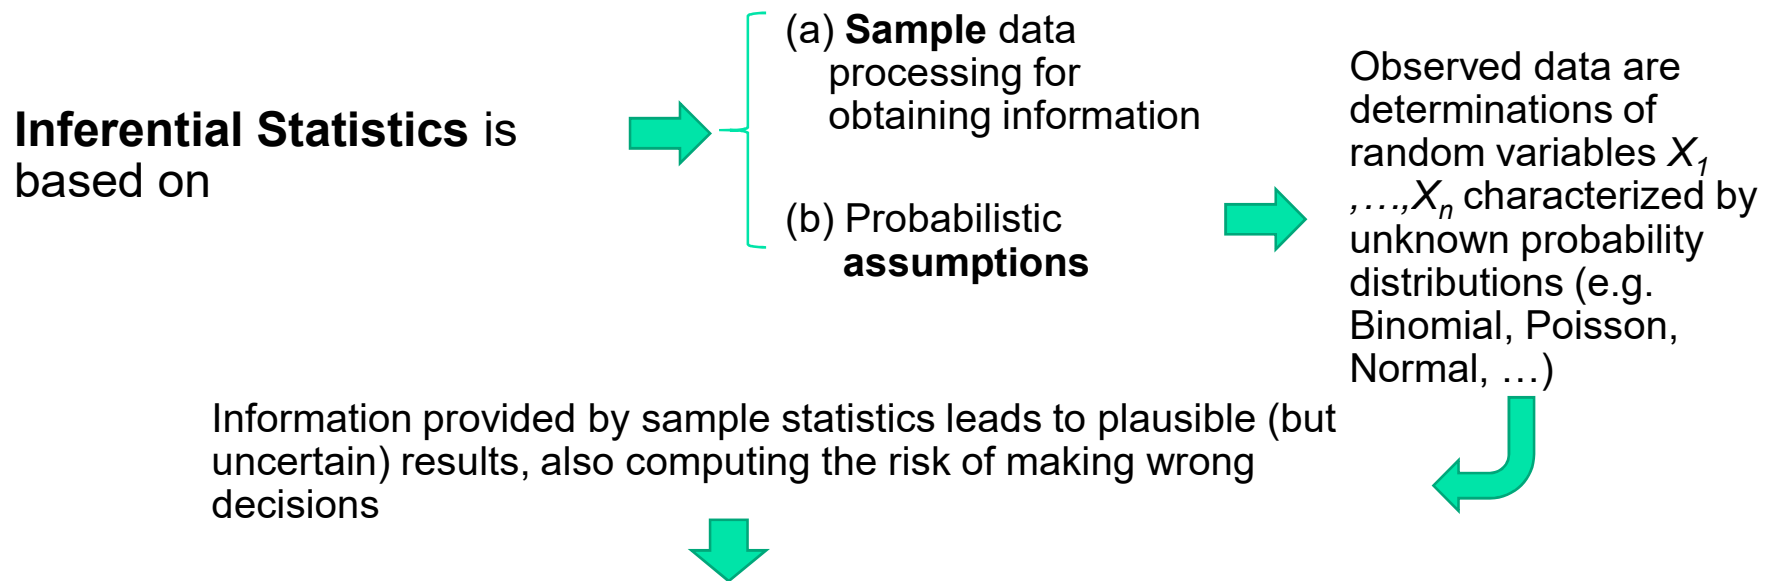 Inferential Statistics is
based on
(a) Sample data
processing for
obtaining information
(b) Probabilistic
assumptions
Observed data are
determinations of
random variables X₁
,…,Xₙ characterized by
unknown probability
distributions (e.g.
Binomial, Poisson,
Normal, …)
Information provided by sample statistics leads to plausible (but
uncertain) results, also computing the risk of making wrong
decisions